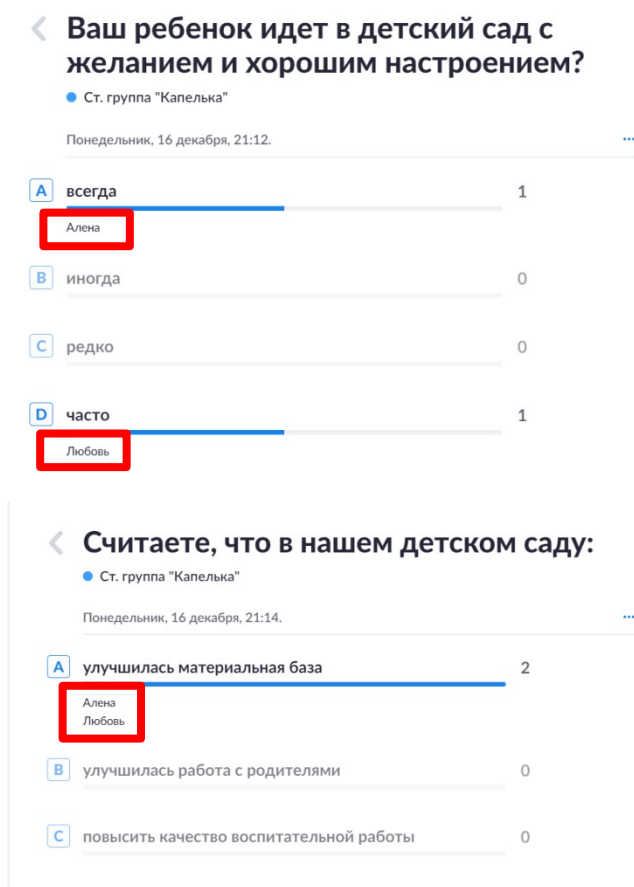 Ваш ребенок идет в детский сад с
желанием и хорошим настроением?
Ст. группа "Капелька"
Понедельник, 16 декабря, 21:12.
A всегда 1
Алена
B иногда 0
C редко 0
D часто 1
Любовь
Считаете, что в нашем детском саду:
Ст. группа "Капелька"
Понедельник, 16 декабря, 21:14.
A улучшилась материальная база 2
Алена
Любовь
B улучшилась работа с родителями 0
C повысить качество воспитательной работы 0